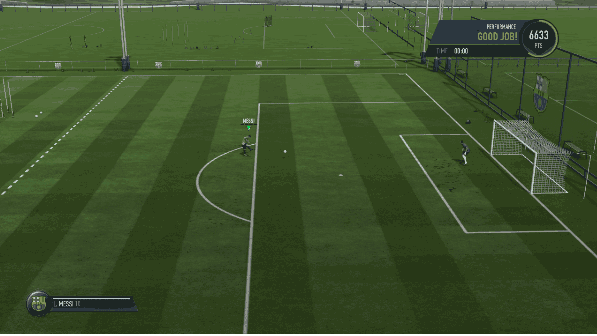 PERFORMANCE
GOOD JOB!
6633
PTS
TIME 00:00
MESSI
L. MESSI 10